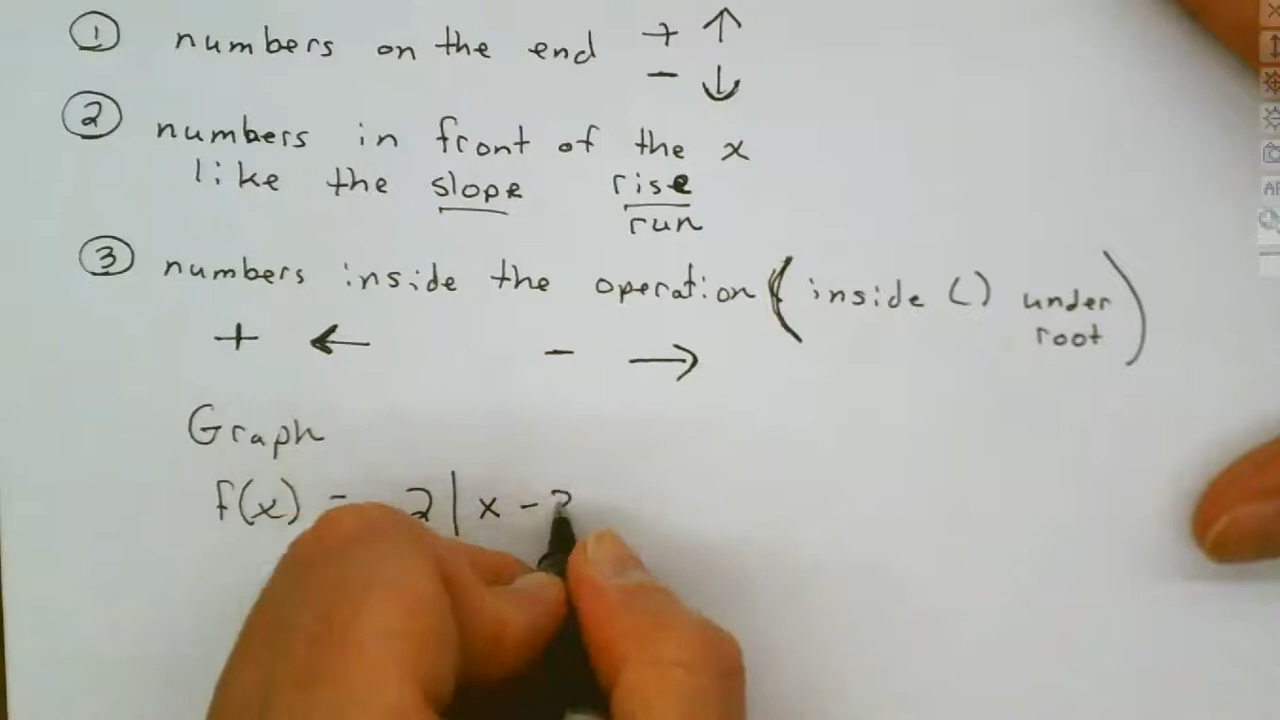 ① numbers on the end + ↑
− ↓
② numbers in front of the x
like the slope rise
run
③ numbers inside the operation ( inside () under
root )
+ ← − →
Graph
f(x) = 2|x -